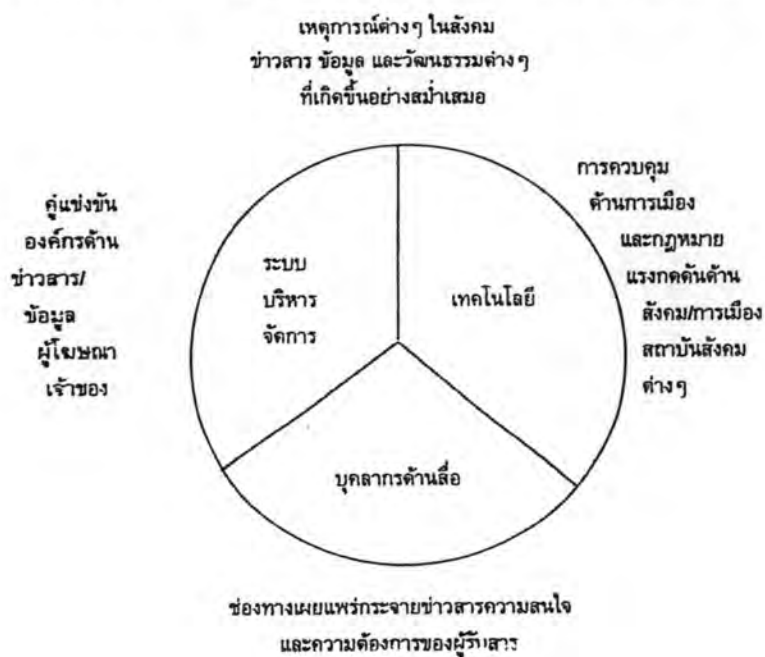 เหตุการณ์ต่างๆ ในสังคม
ข่าวสาร ข้อมูล และวัฒนธรรมต่างๆ
ที่เกิดขึ้นอย่างสม่ำเสมอ
คู่แข่งขัน
องค์กรด้าน
ข่าวสาร/
ข้อมูล
ผู้โฆษณา
เจ้าของ
ระบบ
บริหาร
จัดการ
เทคโนโลยี
การควบคุม
ด้านการเมือง
และกฎหมาย
แรงกดดันด้าน
สังคม/การเมือง
สถาบันสังคม
ต่างๆ
บุคลากรด้านสื่อ
ช่องทางเผยแพร่กระจายข่าวสารความสนใจ
และความต้องการของผู้รับสาร